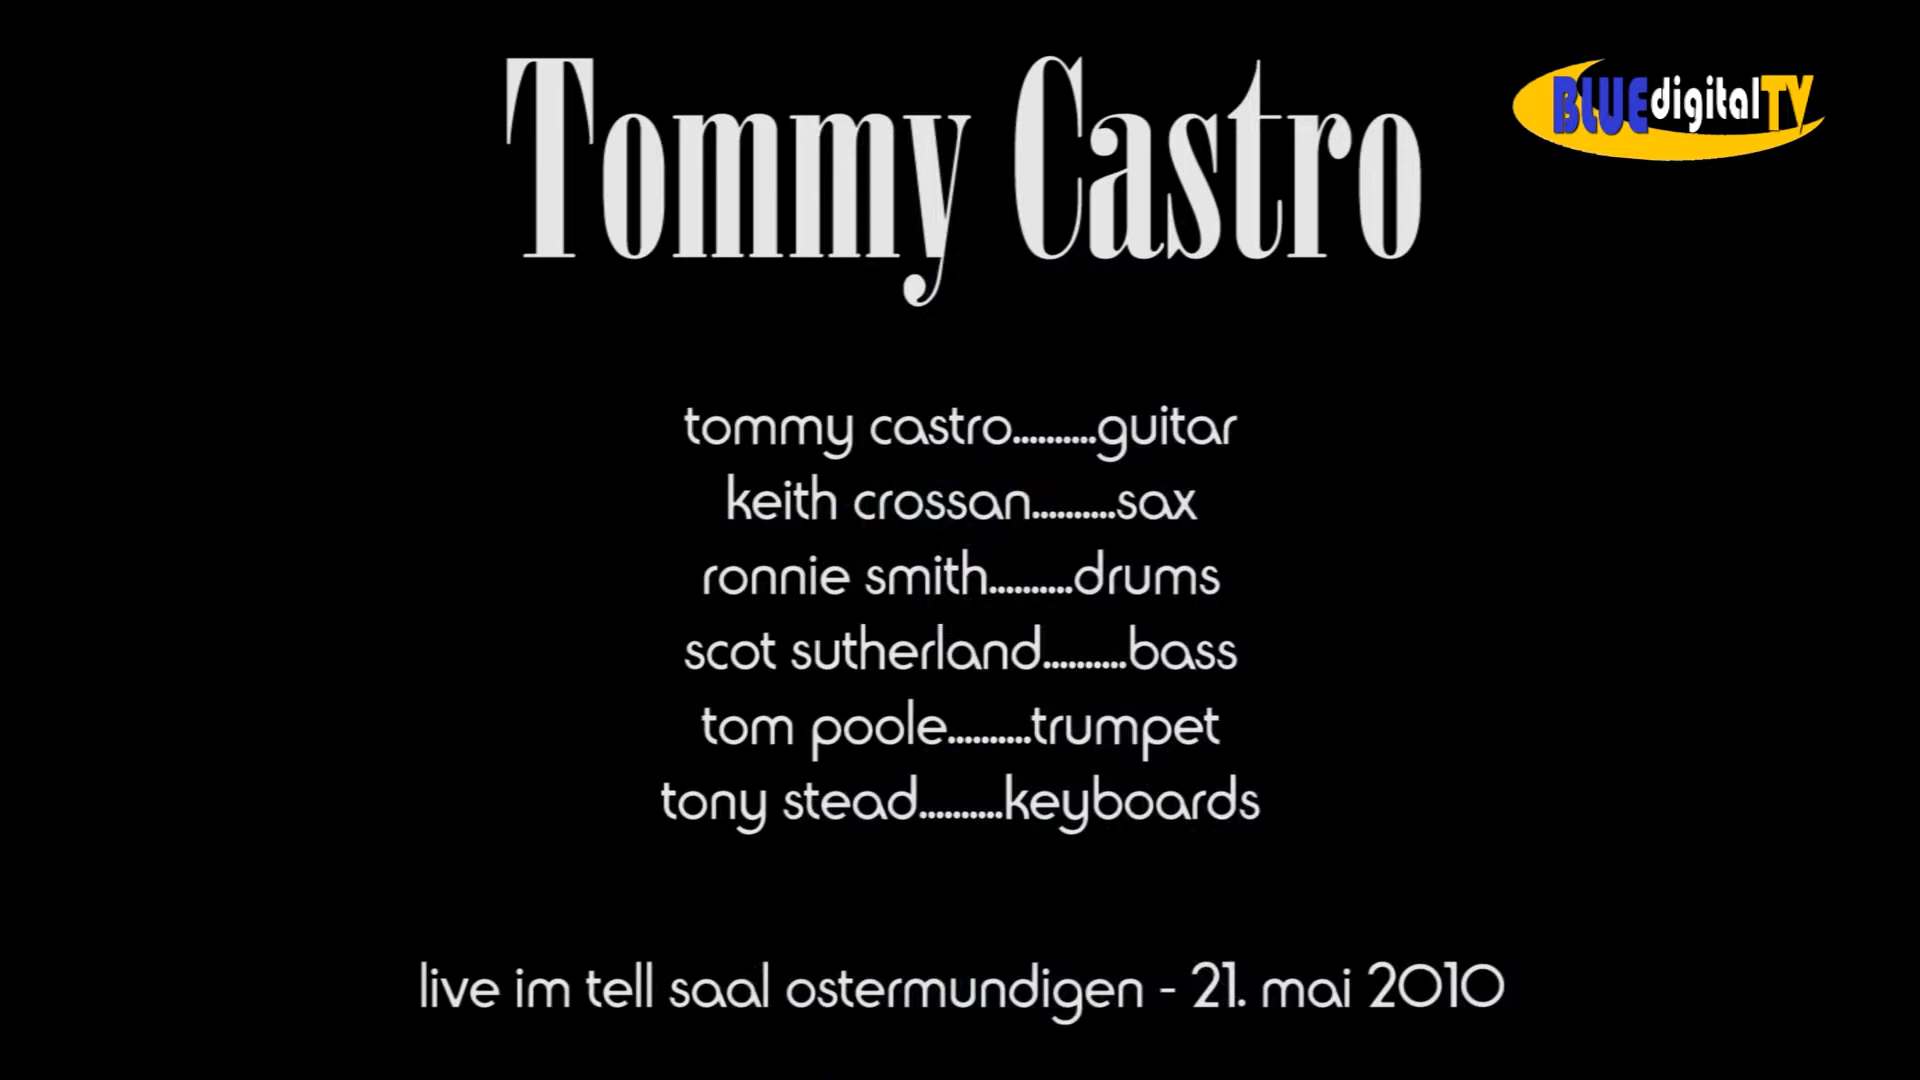 Tommy Castro
BLUEdigitalTV
tommy castro..........guitar
keith crossan..........sax
ronnie smith..........drums
scot sutherland..........bass
tom poole..........trumpet
tony stead..........keyboards
live im tell saal ostermundigen - 21. mai 2010